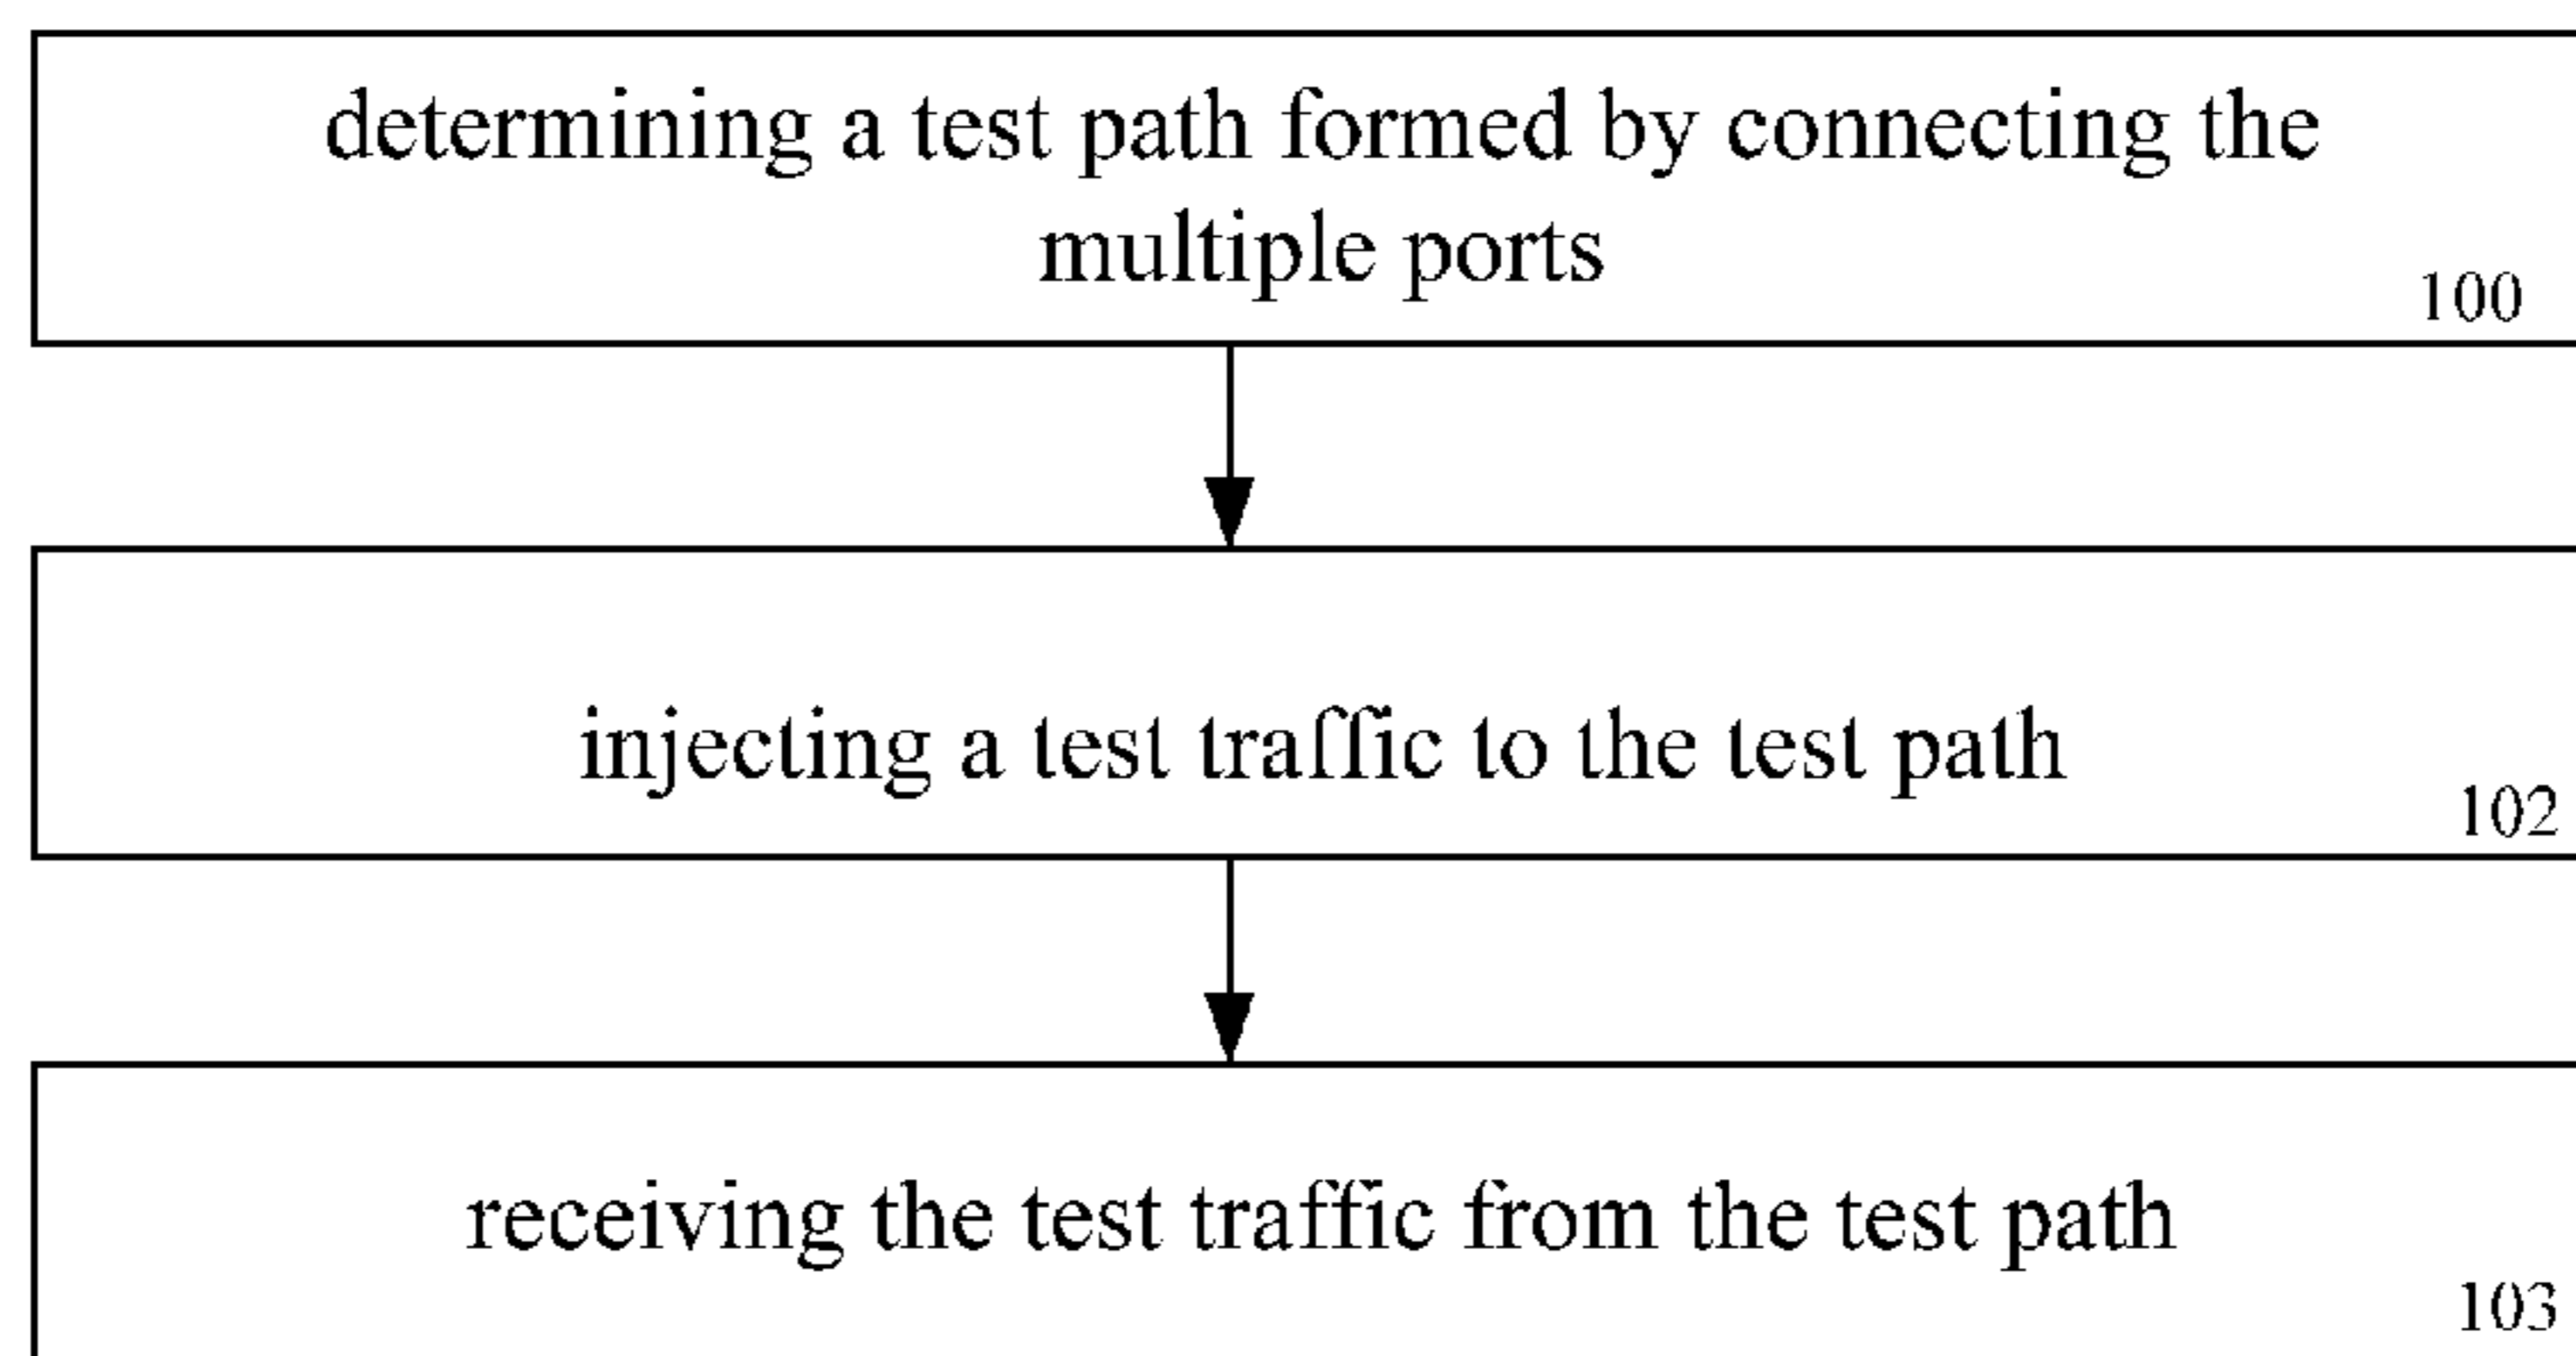 determining a test path formed by connecting the
multiple ports
100
injecting a test traffic to the test path
102
receiving the test traffic from the test path
103